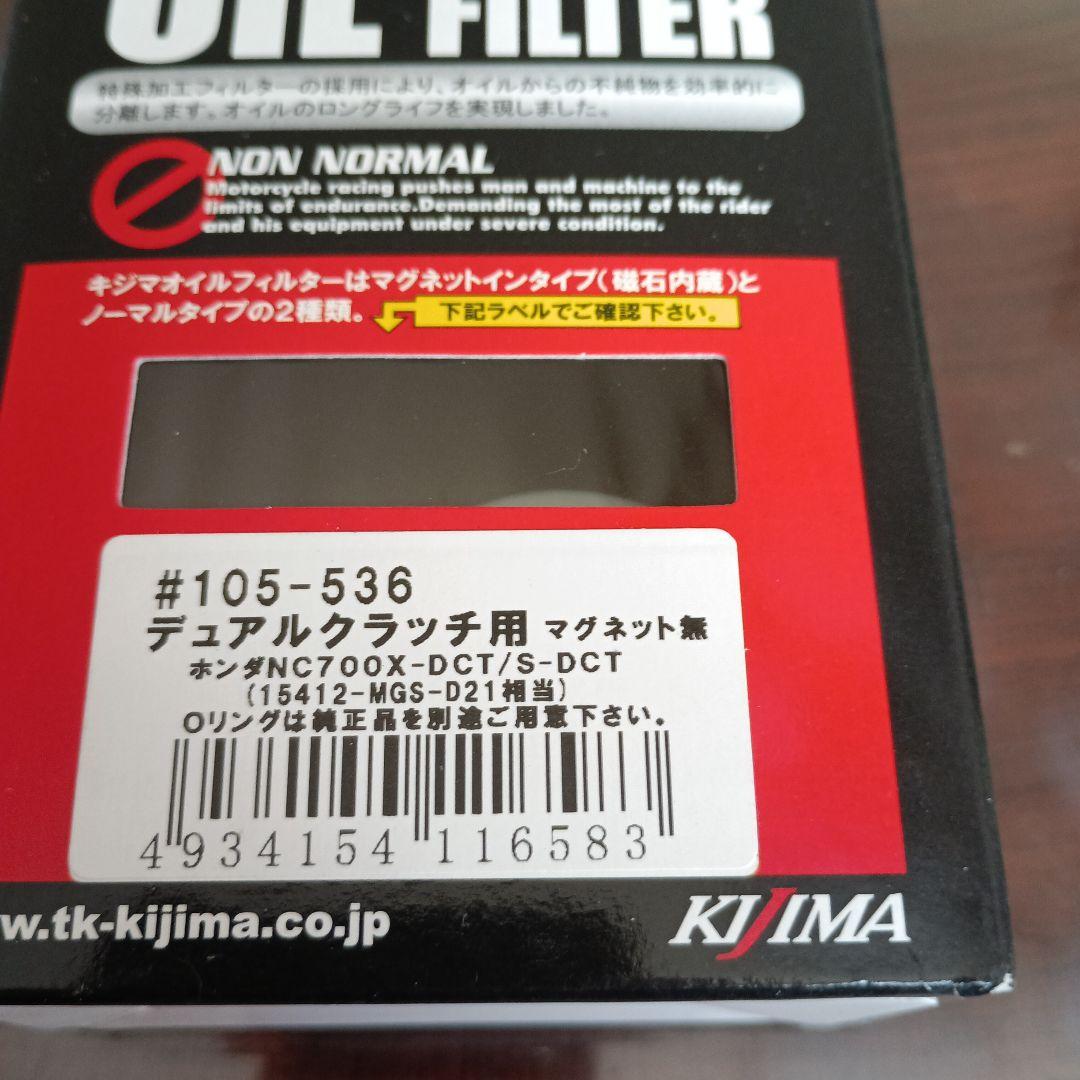 OIL FILTER
特殊加工フィルターの採用により、オイルからの不純物を効率的に
分離します。オイルのロングライフを実現しました。
NON NORMAL
Motorcycle racing pushes man and machine to the
limits of endurance.Demanding the most of the rider
and his equipment under severe condition.
キジマオイルフィルターはマグネットインタイプ(磁石内蔵)と
ノーマルタイプの2種類。
下記ラベルでご確認下さい。
#105-536
デュアルクラッチ用 マグネット無
ホンダNC700X-DCT/S-DCT
(15412-MGS-D21相当)
Oリングは純正品を別途ご用意下さい。
4934154 116583
w.tk-kijima.co.jp
KIJIMA